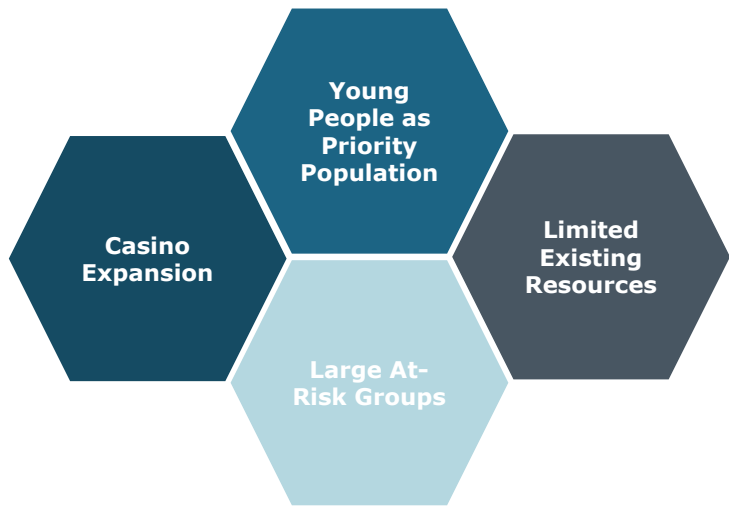 Young
People as
Priority
Population
Casino
Expansion
Limited
Existing
Resources
Large At–
Risk Groups